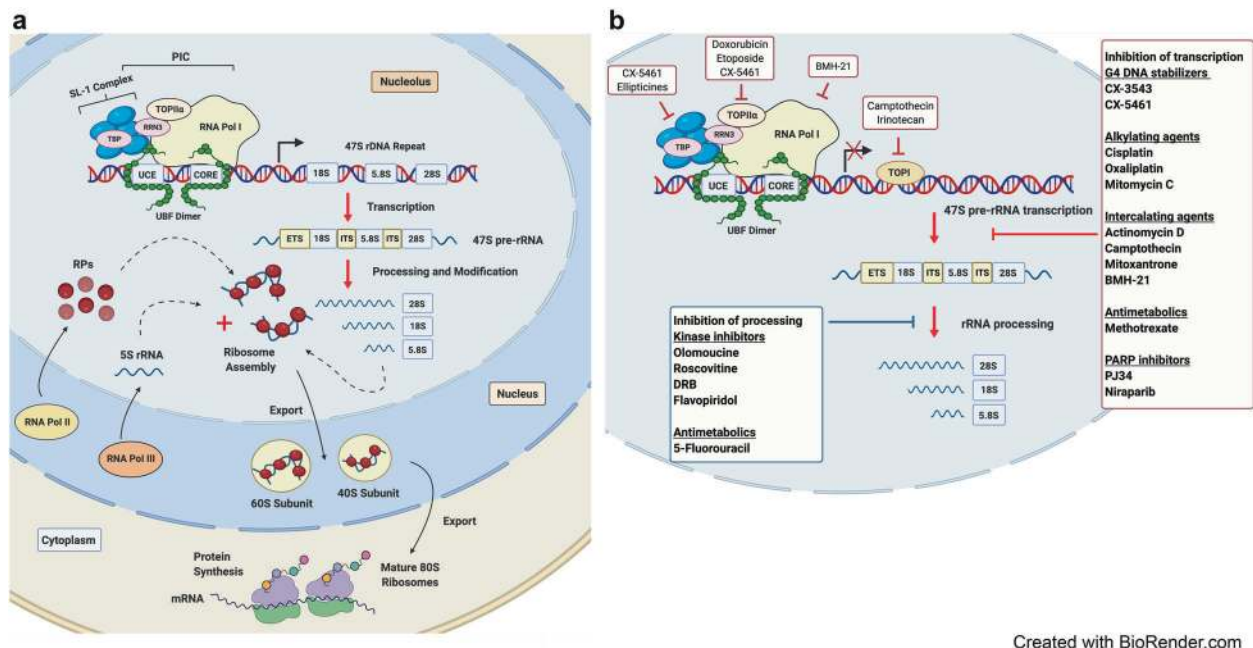 a
PIC
SL-1 Complex
Nucleolus
TOPIIα
RRN3
TBP
RNA Pol I
47S rDNA Repeat
UCE
CORE
18S
5.8S
28S
UBF Dimer
Transcription
ETS
18S
ITS
5.8S
ITS
28S
47S pre-rRNA
RPs
Processing and Modification
28S
18S
5.8S
+
5S rRNA
Ribosome
Assembly
Nucleus
Export
RNA Pol II
RNA Pol III
60S Subunit
40S Subunit
Export
Cytoplasm
Protein
Synthesis
Mature 80S
Ribosomes
mRNA
b
CX-5461
Ellipticines
Doxorubicin
Etoposide
CX-5461
BMH-21
Camptothecin
Irinotecan
TOPIIα
RRN3
TBP
RNA Pol I
TOPI
UCE
CORE
UBF Dimer
47S pre-rRNA transcription
ETS
18S
ITS
5.8S
ITS
28S
rRNA processing
28S
18S
5.8S
Inhibition of processing
Kinase inhibitors
Olomoucine
Roscovitine
DRB
Flavopiridol
Antimetabolics
5-Fluorouracil
Inhibition of transcription
G4 DNA stabilizers
CX-3543
CX-5461
Alkylating agents
Cisplatin
Oxaliplatin
Mitomycin C
Intercalating agents
Actinomycin D
Camptothecin
Mitoxantrone
BMH-21
Antimetabolics
Methotrexate
PARP inhibitors
PJ34
Niraparib
Created with BioRender.com